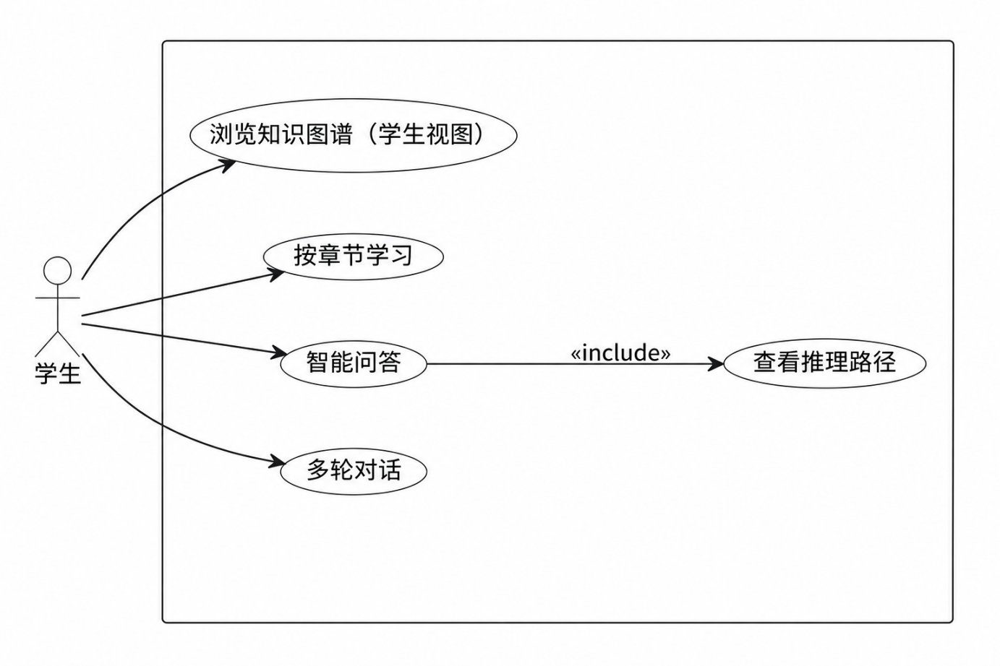 浏览知识图谱（学生视图）
按章节学习
学生
智能问答
«include»
查看推理路径
多轮对话